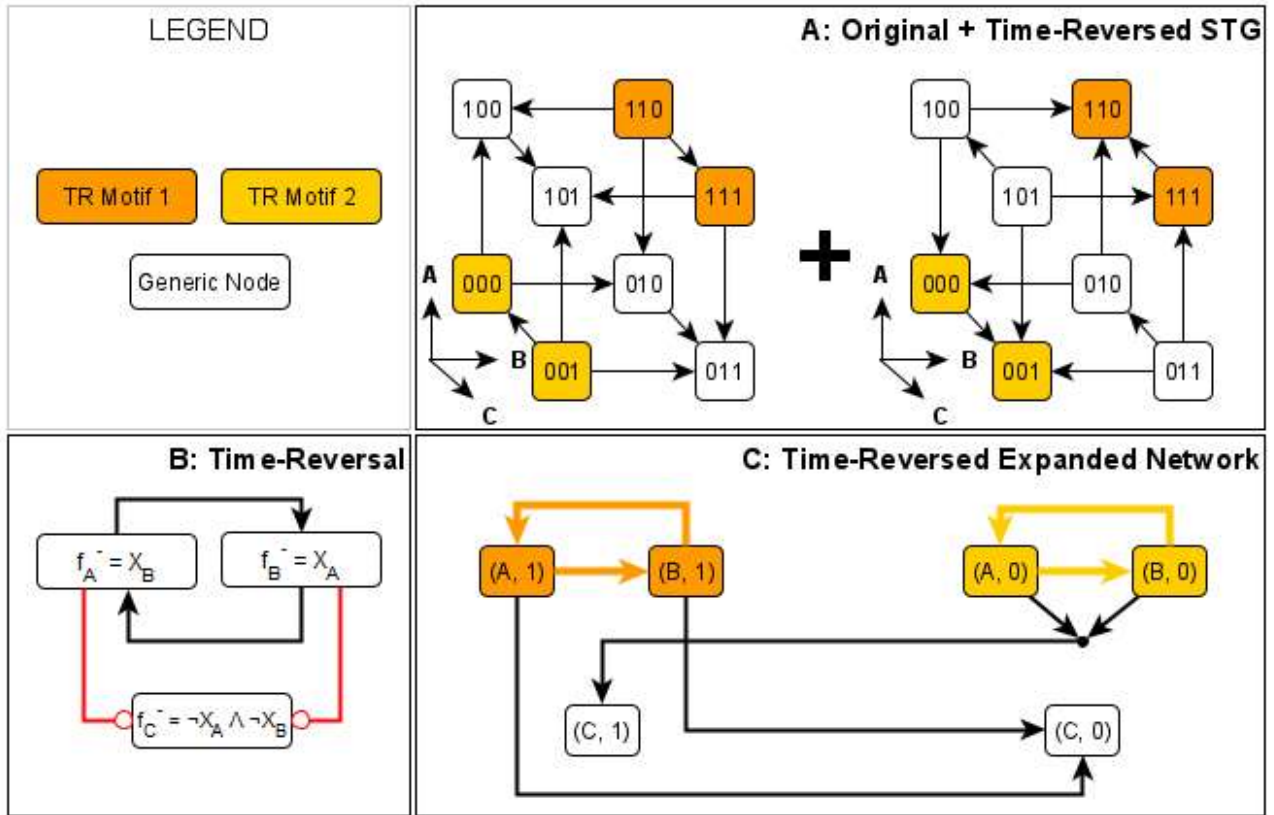 LEGEND
TR Motif 1
TR Motif 2
Generic Node
A: Original + Time-Reversed STG
100
110
101
111
000
010
001
011
A
B
C
+
100
110
101
111
000
010
001
011
A
B
C
B: Time-Reversal
f_A^- = X_B
f_B^- = X_A
f_C^- = ¬X_A ∧ ¬X_B
C: Time-Reversed Expanded Network
(A, 1)
(B, 1)
(A, 0)
(B, 0)
(C, 1)
(C, 0)